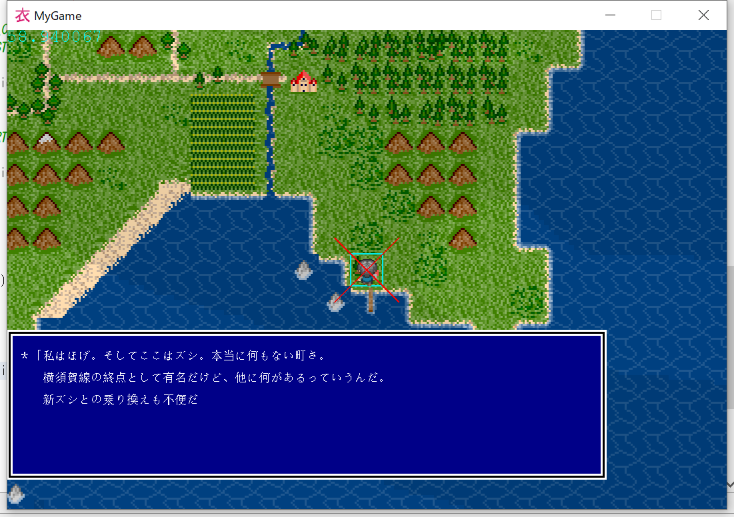 衣 MyGame
＊「私はほげ。そしてここはズシ。本当に何もない町さ。
横須賀線の終点として有名だけど、他に何があるっていうんだ。
新ズシとの乗り換えも不便だ